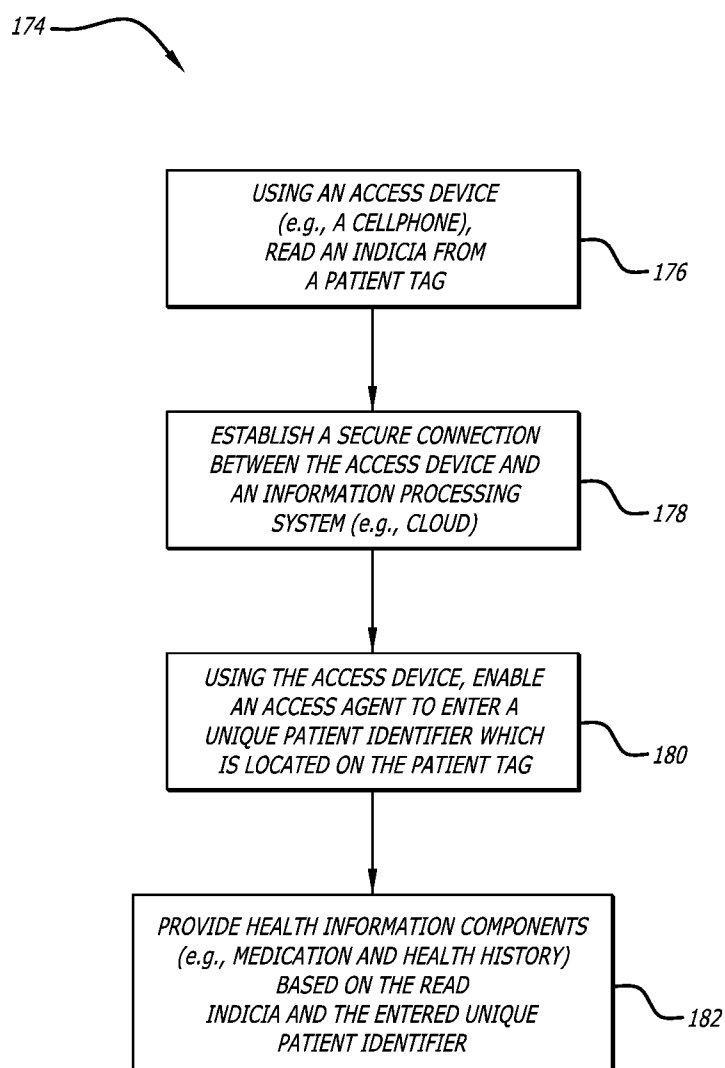 174
USING AN ACCESS DEVICE
(e.g., A CELLPHONE),
READ AN INDICIA FROM
A PATIENT TAG
176
ESTABLISH A SECURE CONNECTION
BETWEEN THE ACCESS DEVICE AND
AN INFORMATION PROCESSING
SYSTEM (e.g., CLOUD)
178
USING THE ACCESS DEVICE, ENABLE
AN ACCESS AGENT TO ENTER A
UNIQUE PATIENT IDENTIFIER WHICH
IS LOCATED ON THE PATIENT TAG
180
PROVIDE HEALTH INFORMATION COMPONENTS
(e.g., MEDICATION AND HEALTH HISTORY)
BASED ON THE READ
INDICIA AND THE ENTERED UNIQUE
PATIENT IDENTIFIER
182